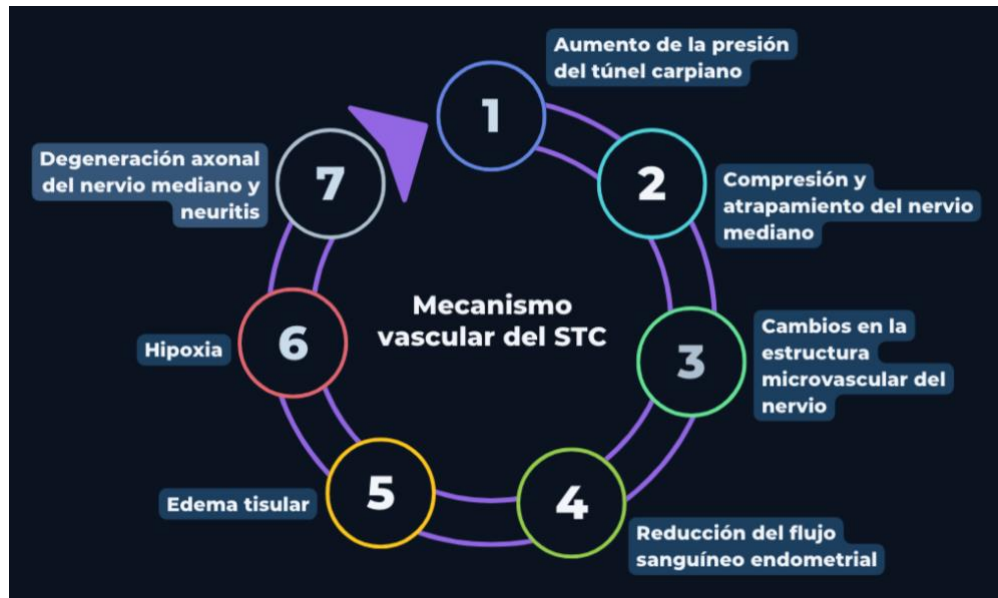 Aumento de la presión
del túnel carpiano
1
2
Compresión y
atrapamiento del nervio
mediano
3
Cambios en la
estructura
microvascular del
nervio
4
Reducción del flujo
sanguíneo endometrial
5
Edema tisular
6
Hipoxia
7
Degeneración axonal
del nervio mediano y
neuritis
Mecanismo
vascular del STC